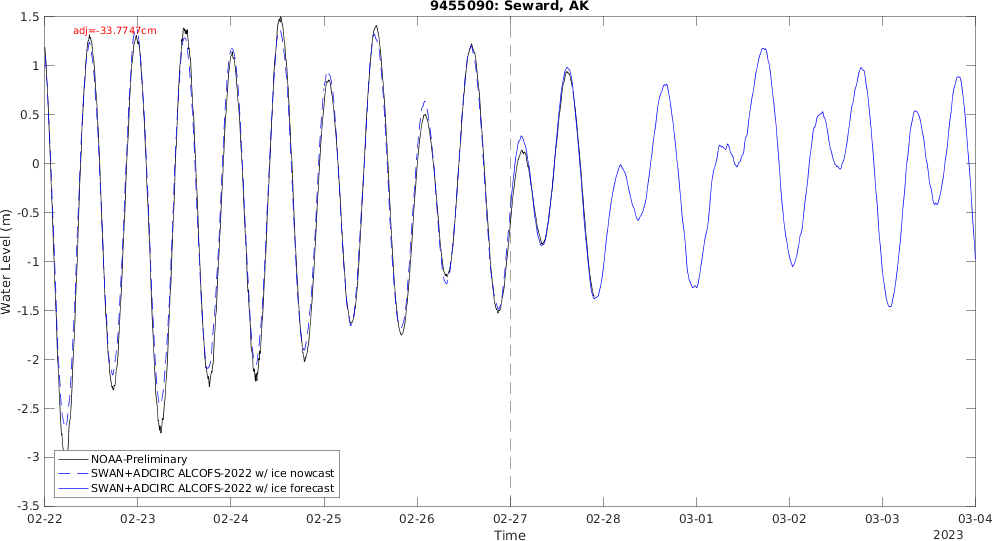 9455090: Seward, AK
adj=-33.7747cm
1.5
1
0.5
0
-0.5
-1
-1.5
-2
-2.5
-3
-3.5
Water Level (m)
NOAA-Preliminary
SWAN+ADCIRC ALCOFS-2022 w/ ice nowcast
SWAN+ADCIRC ALCOFS-2022 w/ ice forecast
02-22 02-23 02-24 02-25 02-26 02-27 02-28 03-01 03-02 03-03 03-04
Time
2023